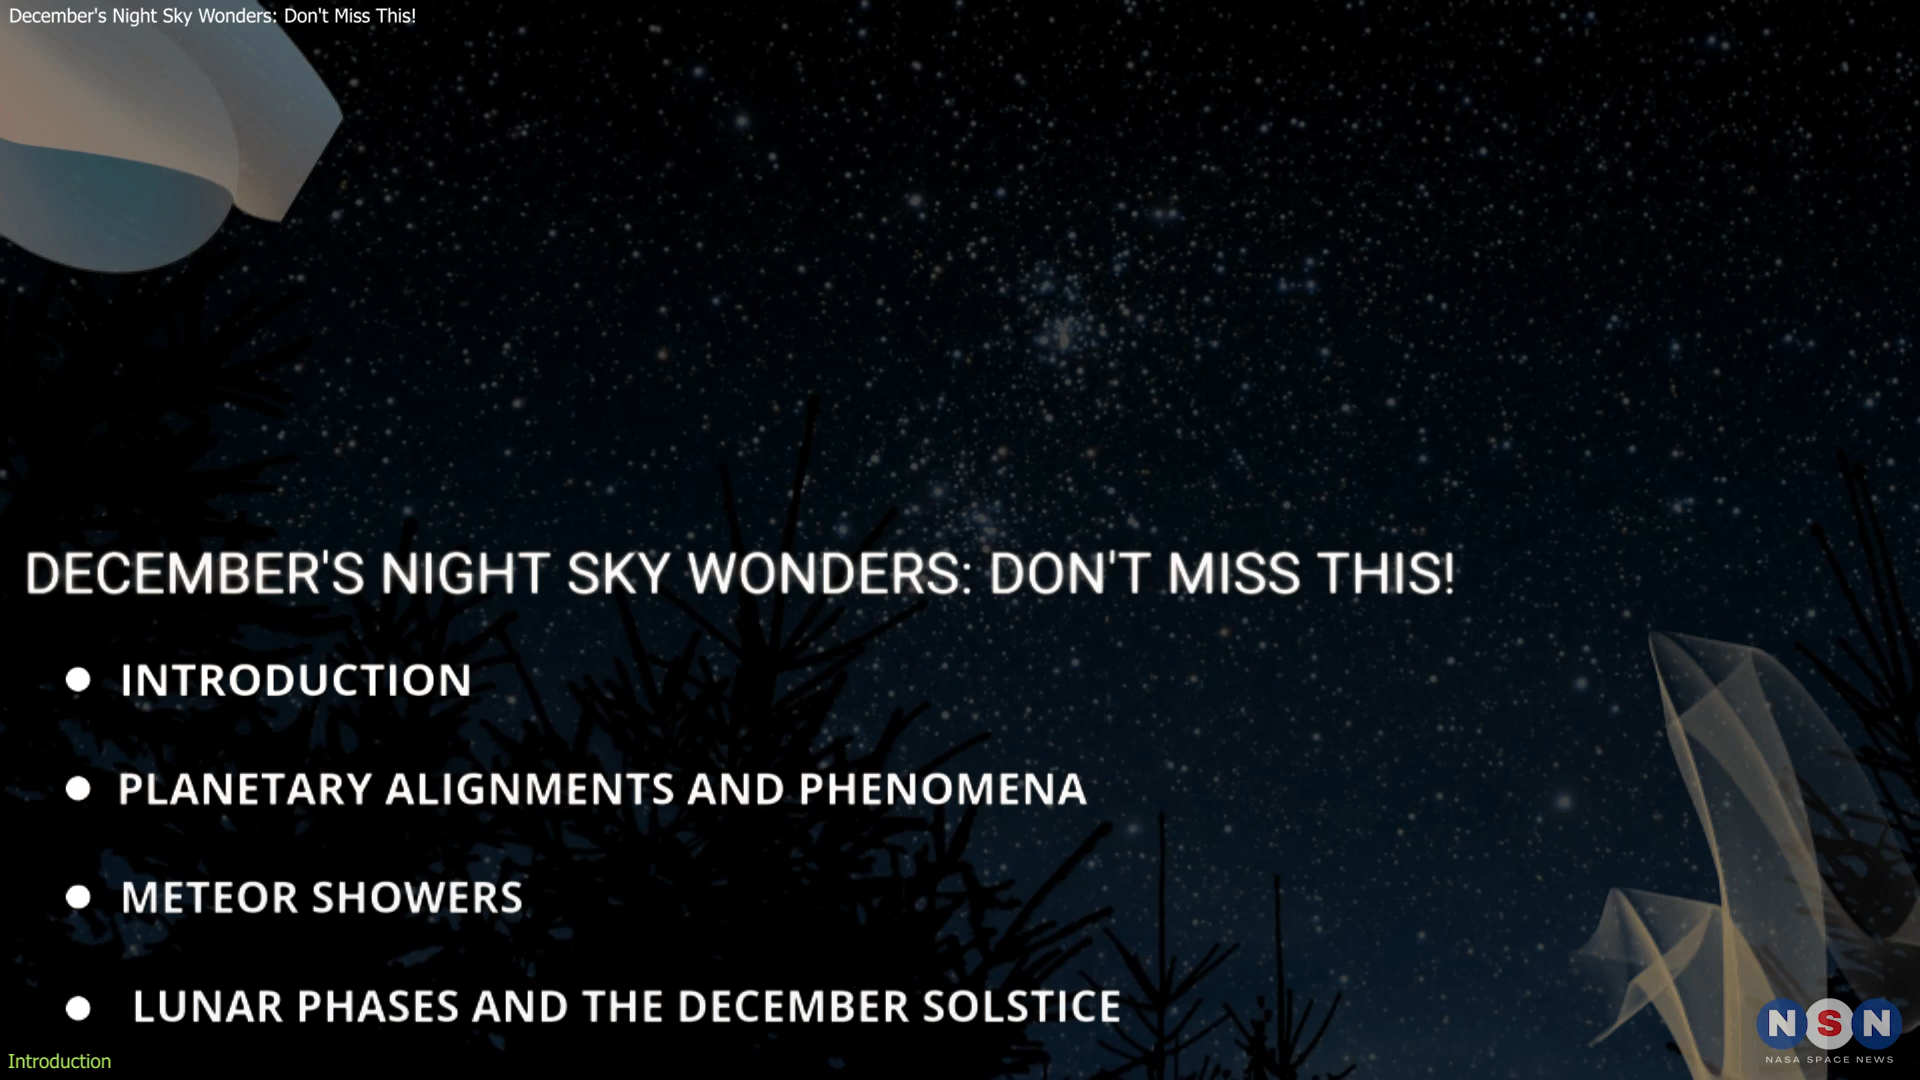 December's Night Sky Wonders: Don't Miss This!
DECEMBER'S NIGHT SKY WONDERS: DON'T MISS THIS!
● INTRODUCTION
● PLANETARY ALIGNMENTS AND PHENOMENA
● METEOR SHOWERS
● LUNAR PHASES AND THE DECEMBER SOLSTICE
Introduction
NSN
NASA SPACE NEWS